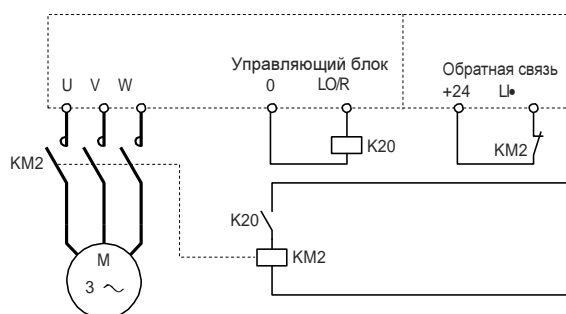 Управляющий блок
Обратная связь
U V W
0 LO/R
+24 LI•
KM2
K20
KM2
K20
KM2
M
3 ~